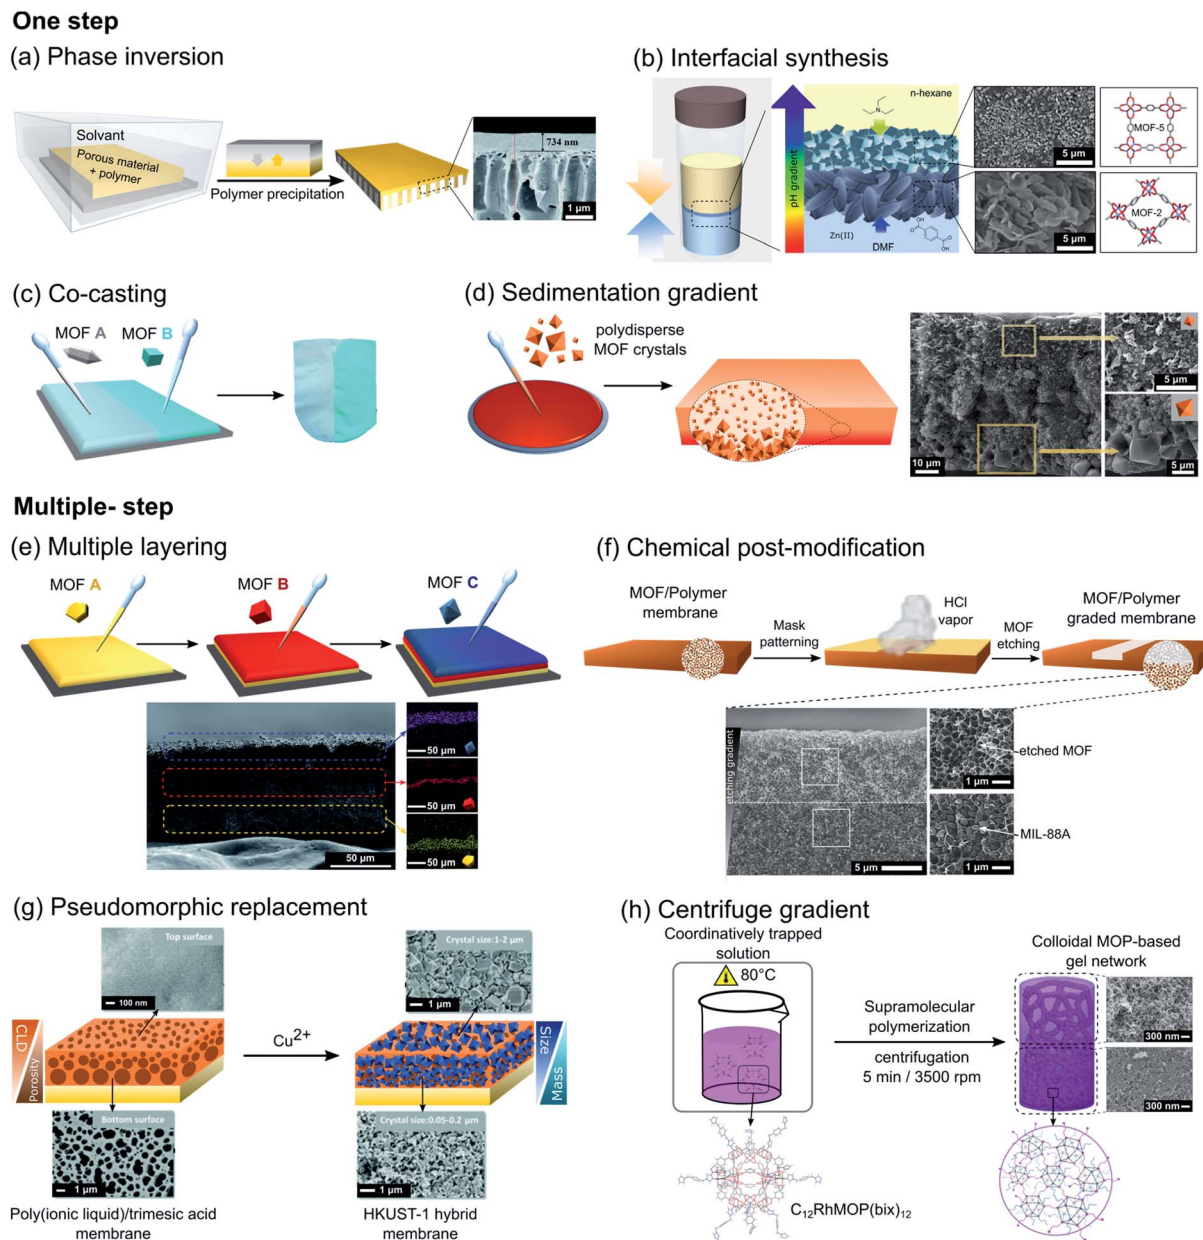 One step
(a) Phase inversion
Solvent
Porous material
+ polymer
Polymer precipitation
734 nm
1 µm
(b) Interfacial synthesis
n-hexane
pH gradient
Zn(II)
DMF
OH
O
O
HO
N
5 µm
5 µm
MOF-5
MOF-2
(c) Co-casting
MOF A
MOF B
(d) Sedimentation gradient
polydisperse
MOF crystals
10 µm
5 µm
5 µm
Multiple- step
(e) Multiple layering
MOF A
MOF B
MOF C
50 µm
50 µm
50 µm
50 µm
(f) Chemical post-modification
MOF/Polymer
membrane
Mask
patterning
HCl
vapor
MOF
etching
MOF/Polymer
graded membrane
etching gradient
5 µm
1 µm
etched MOF
1 µm
MIL-88A
(g) Pseudomorphic replacement
Top surface
100 nm
CLD
Porosity
Bottom surface
1 µm
Poly(ionic liquid)/trimesic acid
membrane
Cu2+
Crystal size:1-2 µm
1 µm
Size
Mass
Crystal size:0.05-0.2 µm
1 µm
HKUST-1 hybrid
membrane
(h) Centrifuge gradient
Coordinatively trapped
solution
80°C
C12RhMOP(bix)12
Supramolecular
polymerization
centrifugation
5 min / 3500 rpm
Colloidal MOP-based
gel network
300 nm
300 nm